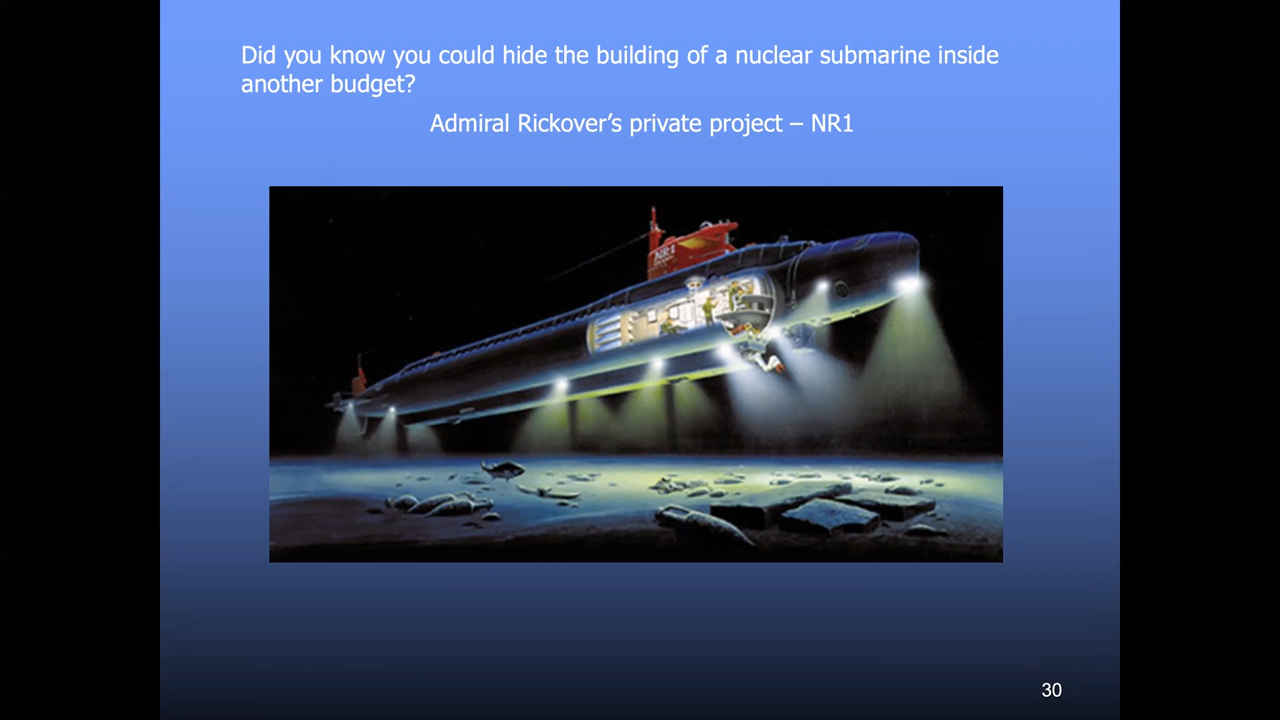 Did you know you could hide the building of a nuclear submarine inside
another budget?
Admiral Rickover’s private project – NR1
NR1
30